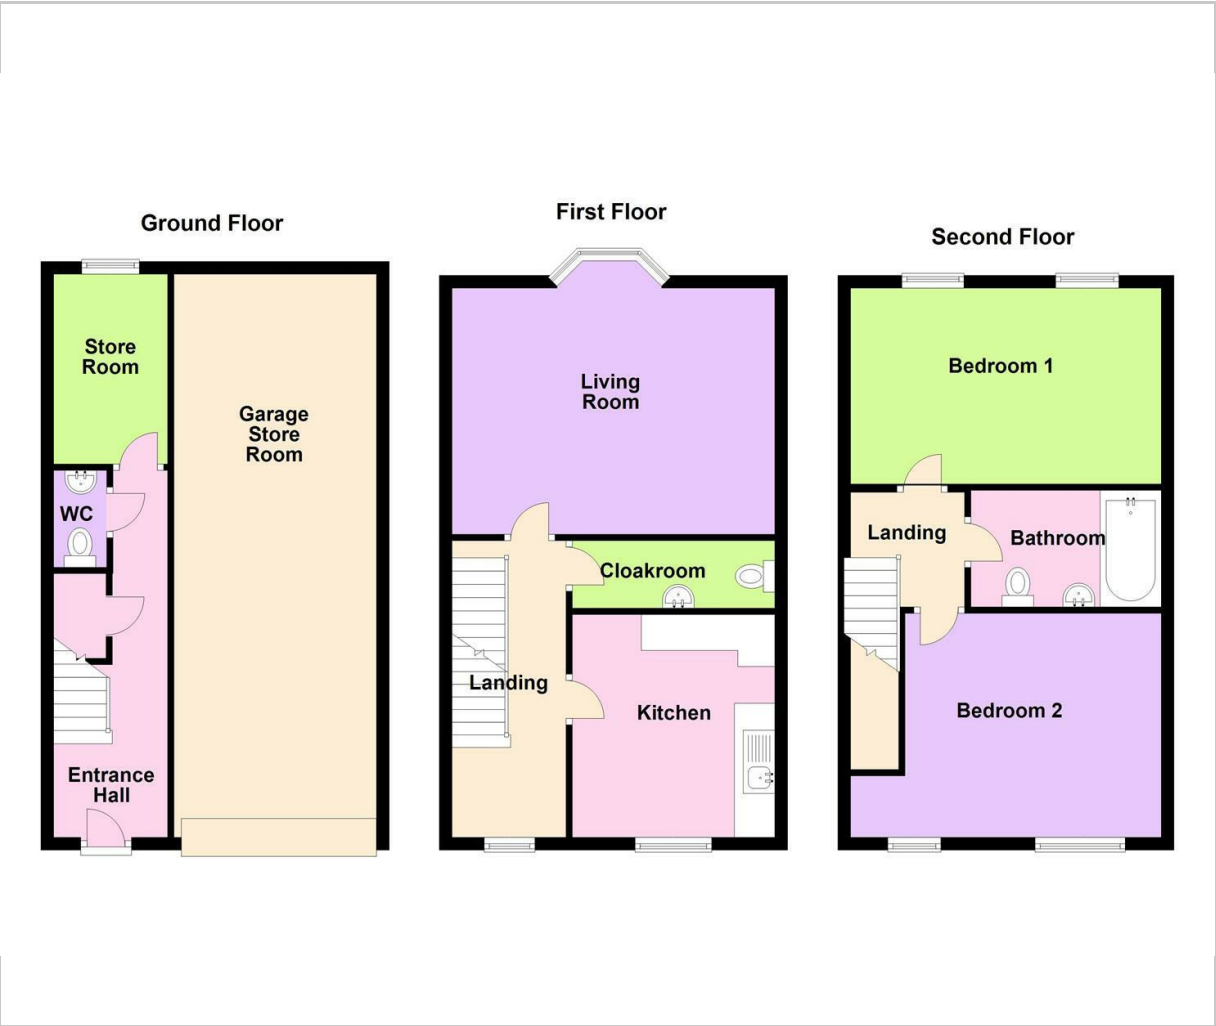 Ground Floor
Store
Room
Garage
Store
Room
WC
Entrance
Hall
First Floor
Living
Room
Cloakroom
Landing
Kitchen
Second Floor
Bedroom 1
Landing
Bathroom
Bedroom 2